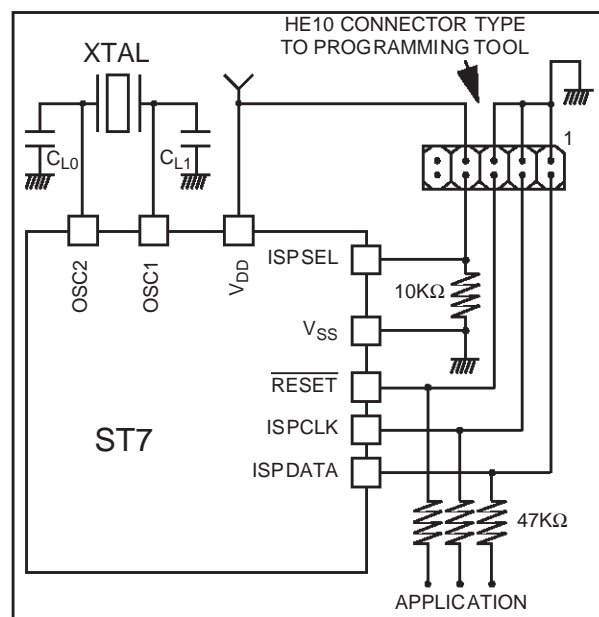 HE10 CONNECTOR TYPE
TO PROGRAMMING TOOL
XTAL
1
CL0
CL1
OSC2
OSC1
VDD
ISPSEL
10KΩ
VSS
RESET
ISPCLK
ST7
ISPDATA
47KΩ
APPLICATION